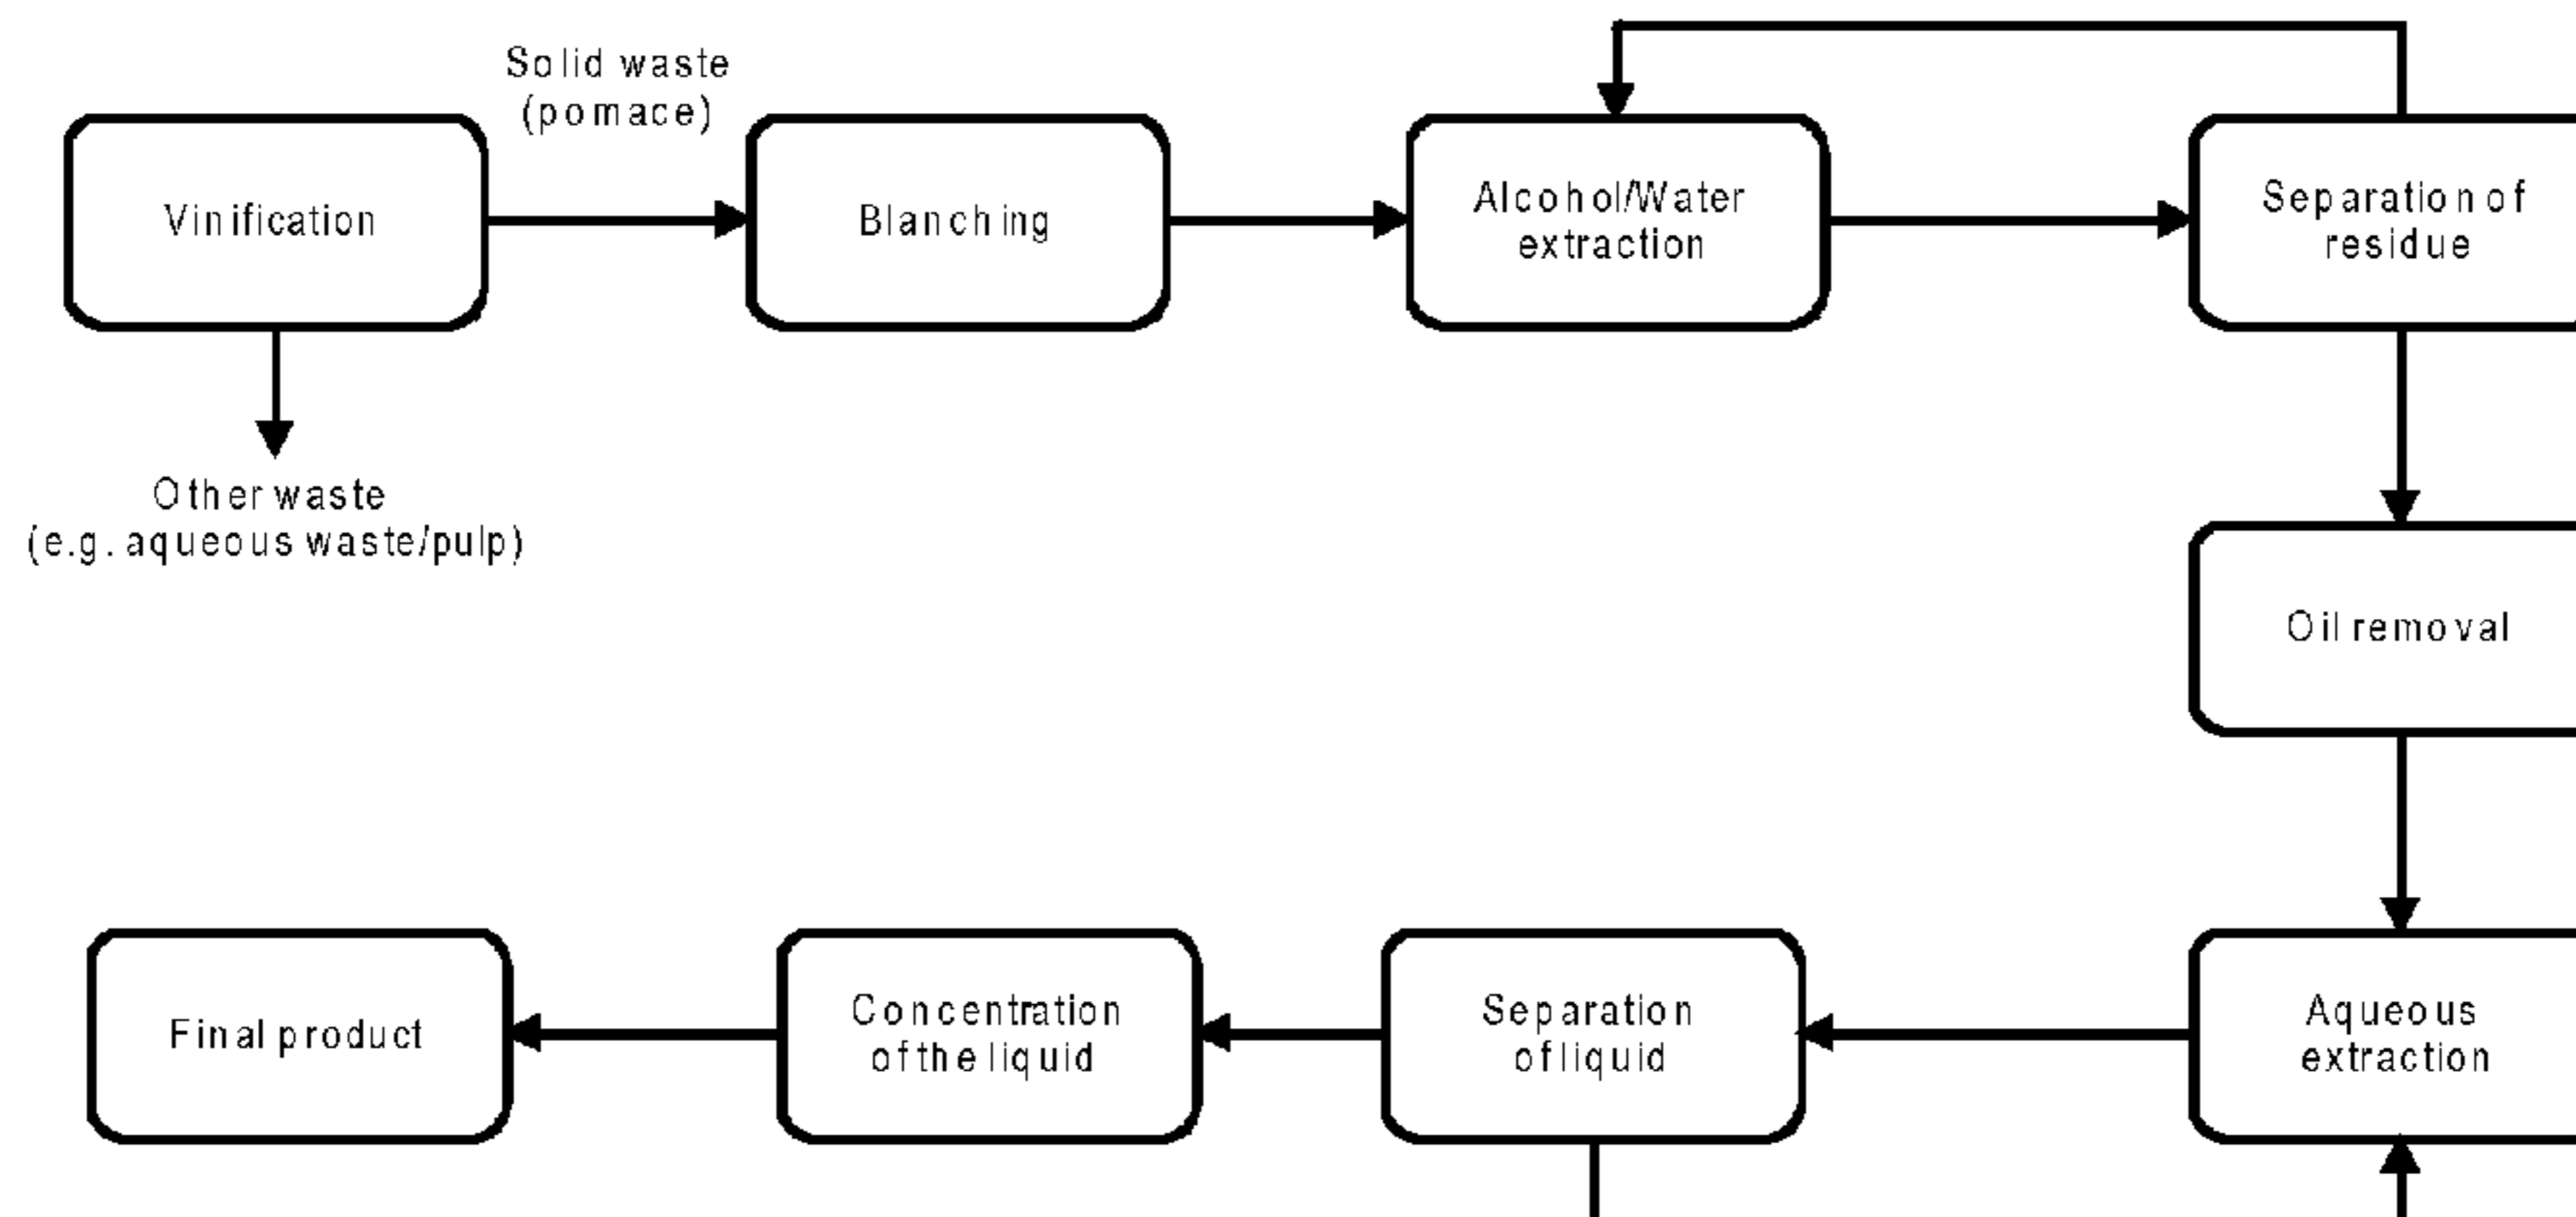 Solid waste
(pomace)
Vinification
Blanching
Alcohol/Water
extraction
Separation of
residue
Other waste
(e.g. aqueous waste/pulp)
Oil removal
Final product
Concentration
of the liquid
Separation
of liquid
Aqueous
extraction